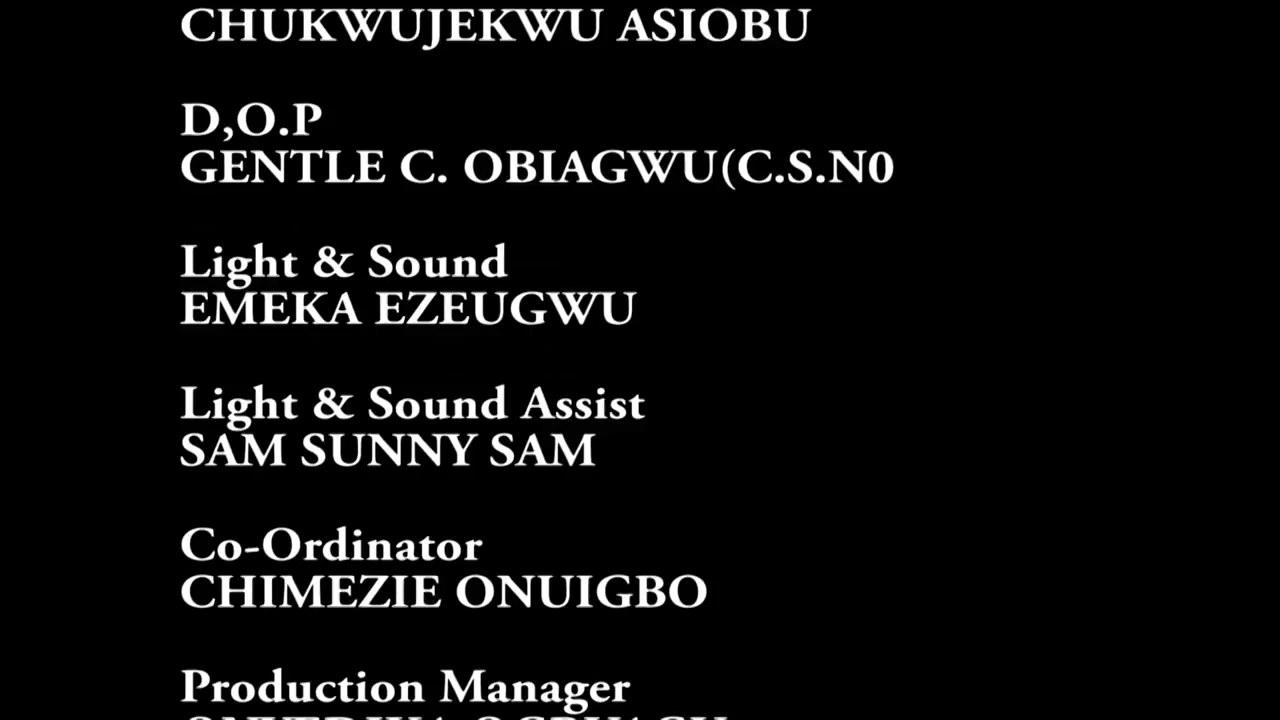 CHUKWUJEKWU ASIOBU
D,O.P
GENTLE C. OBIAGWU(C.S.N0
Light & Sound
EMEKA EZEUGWU
Light & Sound Assist
SAM SUNNY SAM
Co-Ordinator
CHIMEZIE ONUIGBO
Production Manager